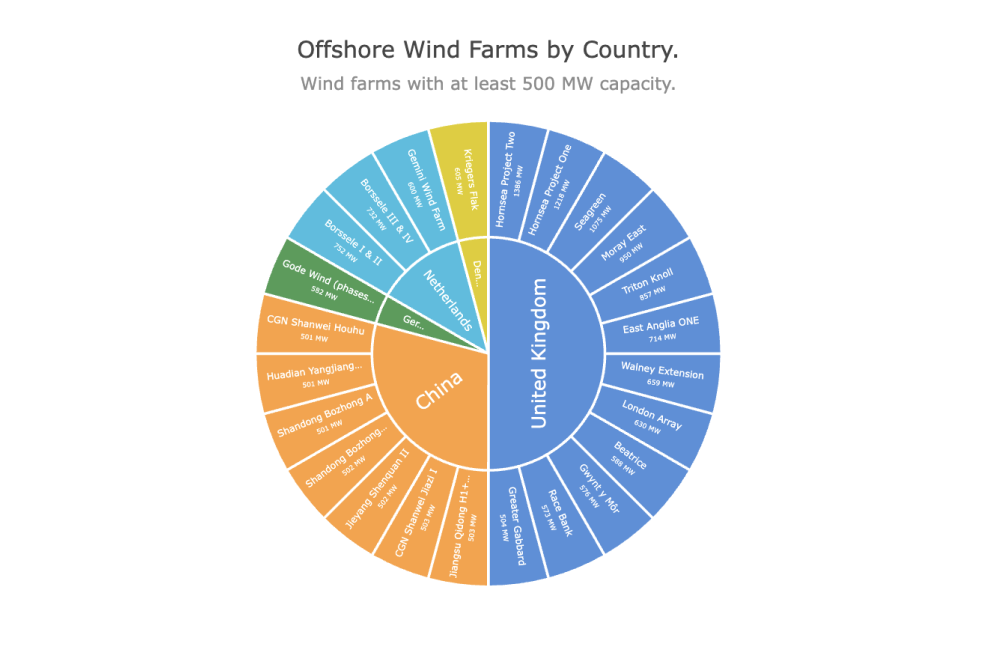 Offshore Wind Farms by Country.
Wind farms with at least 500 MW capacity.
United Kingdom
Hornsea Project Two
1386 MW
Hornsea Project One
1218 MW
Seagreen
1075 MW
Moray East
950 MW
Triton Knoll
857 MW
East Anglia ONE
714 MW
Walney Extension
659 MW
London Array
630 MW
Beatrice
588 MW
Gwynt y Môr
576 MW
Race Bank
573 MW
Greater Gabbard
504 MW
China
Jiangsu Qidong H1+...
503 MW
CGN Shanwei Jiazi I
503 MW
Jieyang Shenquan II
502 MW
Shandong Bozhong...
502 MW
Shandong Bozhong A
501 MW
Huadian Yangjiang...
501 MW
CGN Shanwei Houhu
501 MW
Ger...
Gode Wind (phases...
582 MW
Netherlands
Borssele I & II
752 MW
Borssele III & IV
732 MW
Gemini Wind Farm
600 MW
Den...
Kriegers Flak
605 MW